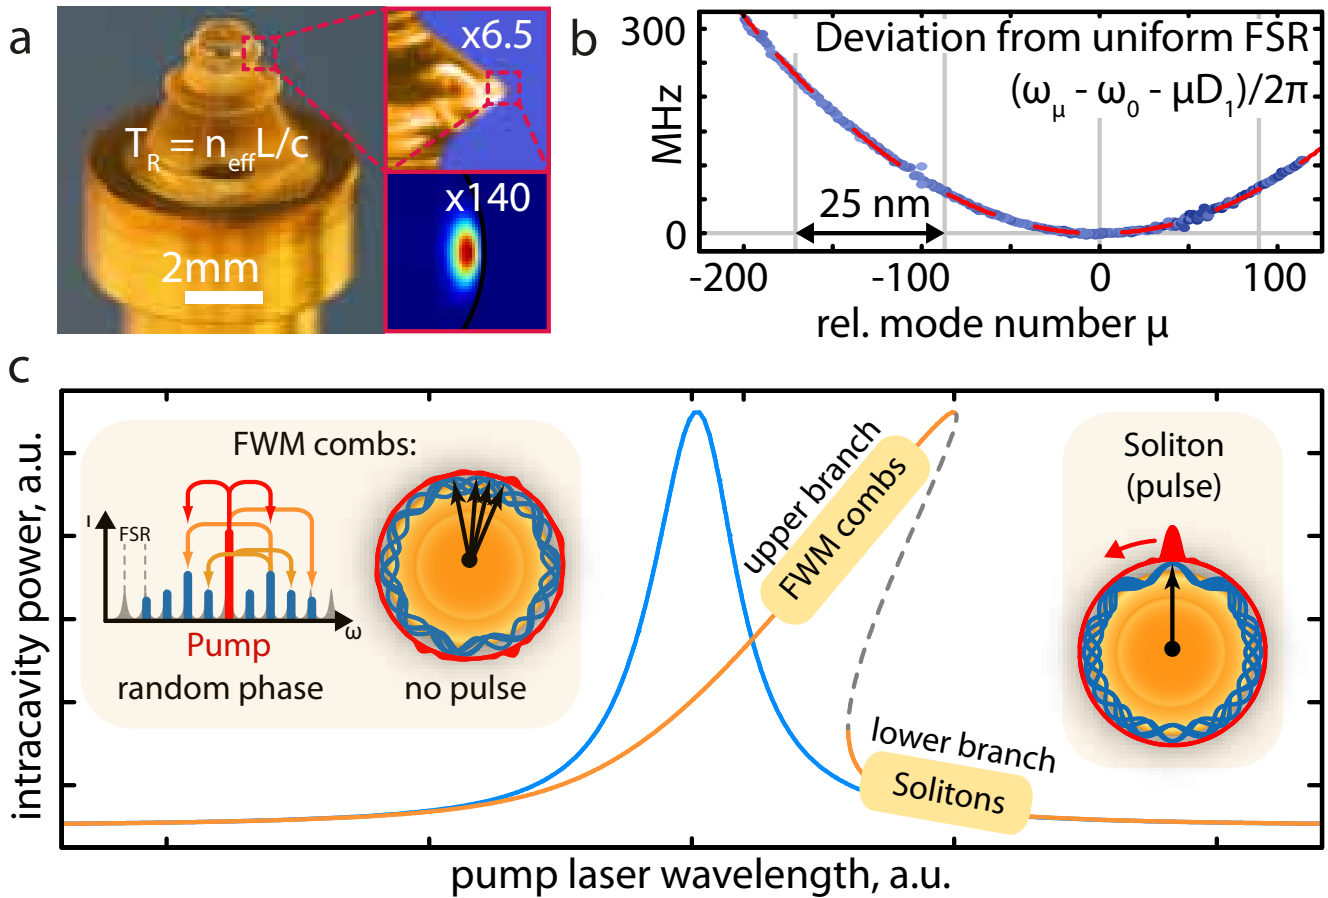 a
x6.5
T_R = n_eff L/c
x140
2mm
b
Deviation from uniform FSR
(ω_μ - ω_0 - μD_1)/2π
MHz
300
0
25 nm
-200
-100
0
100
rel. mode number μ
c
intracavity power, a.u.
FWM combs:
I
FSR
ω
Pump
random phase
no pulse
upper branch
FWM combs
lower branch
Solitons
Soliton
(pulse)
pump laser wavelength, a.u.